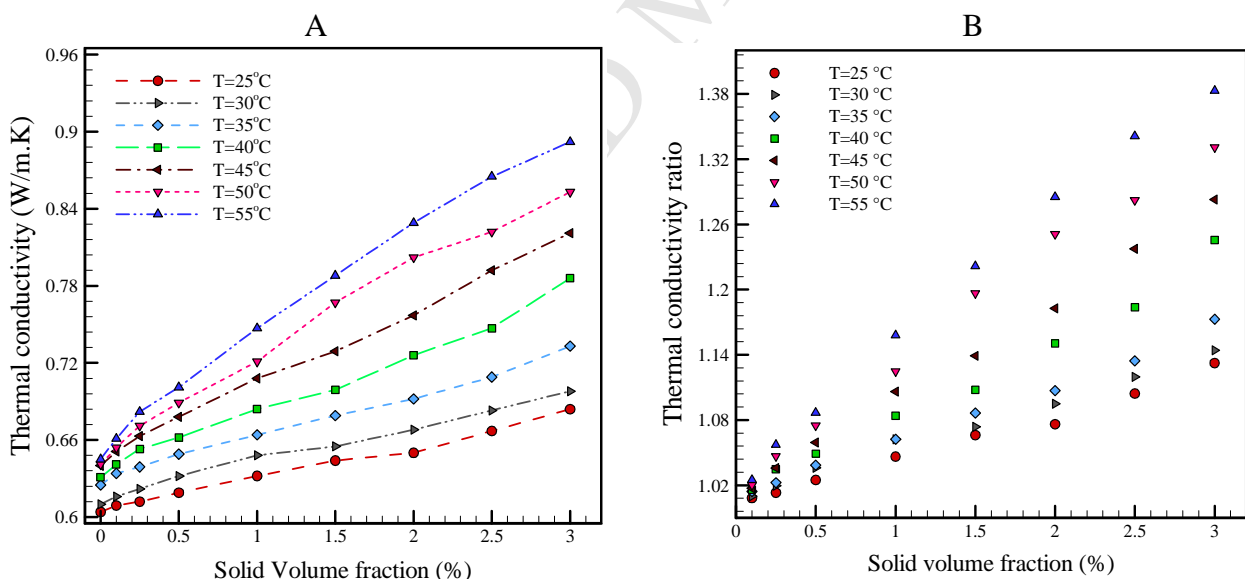 A
Thermal conductivity (W/m.K)
0.96
0.9
0.84
0.78
0.72
0.66
0.6
T=25°C
T=30°C
T=35°C
T=40°C
T=45°C
T=50°C
T=55°C
0 0.5 1 1.5 2 2.5 3
Solid Volume fraction (%)
B
Thermal conductivity ratio
1.38
1.32
1.26
1.2
1.14
1.08
1.02
T=25 °C
T=30 °C
T=35 °C
T=40 °C
T=45 °C
T=50 °C
T=55 °C
0 0.5 1 1.5 2 2.5 3
Solid volume fraction (%)
D M